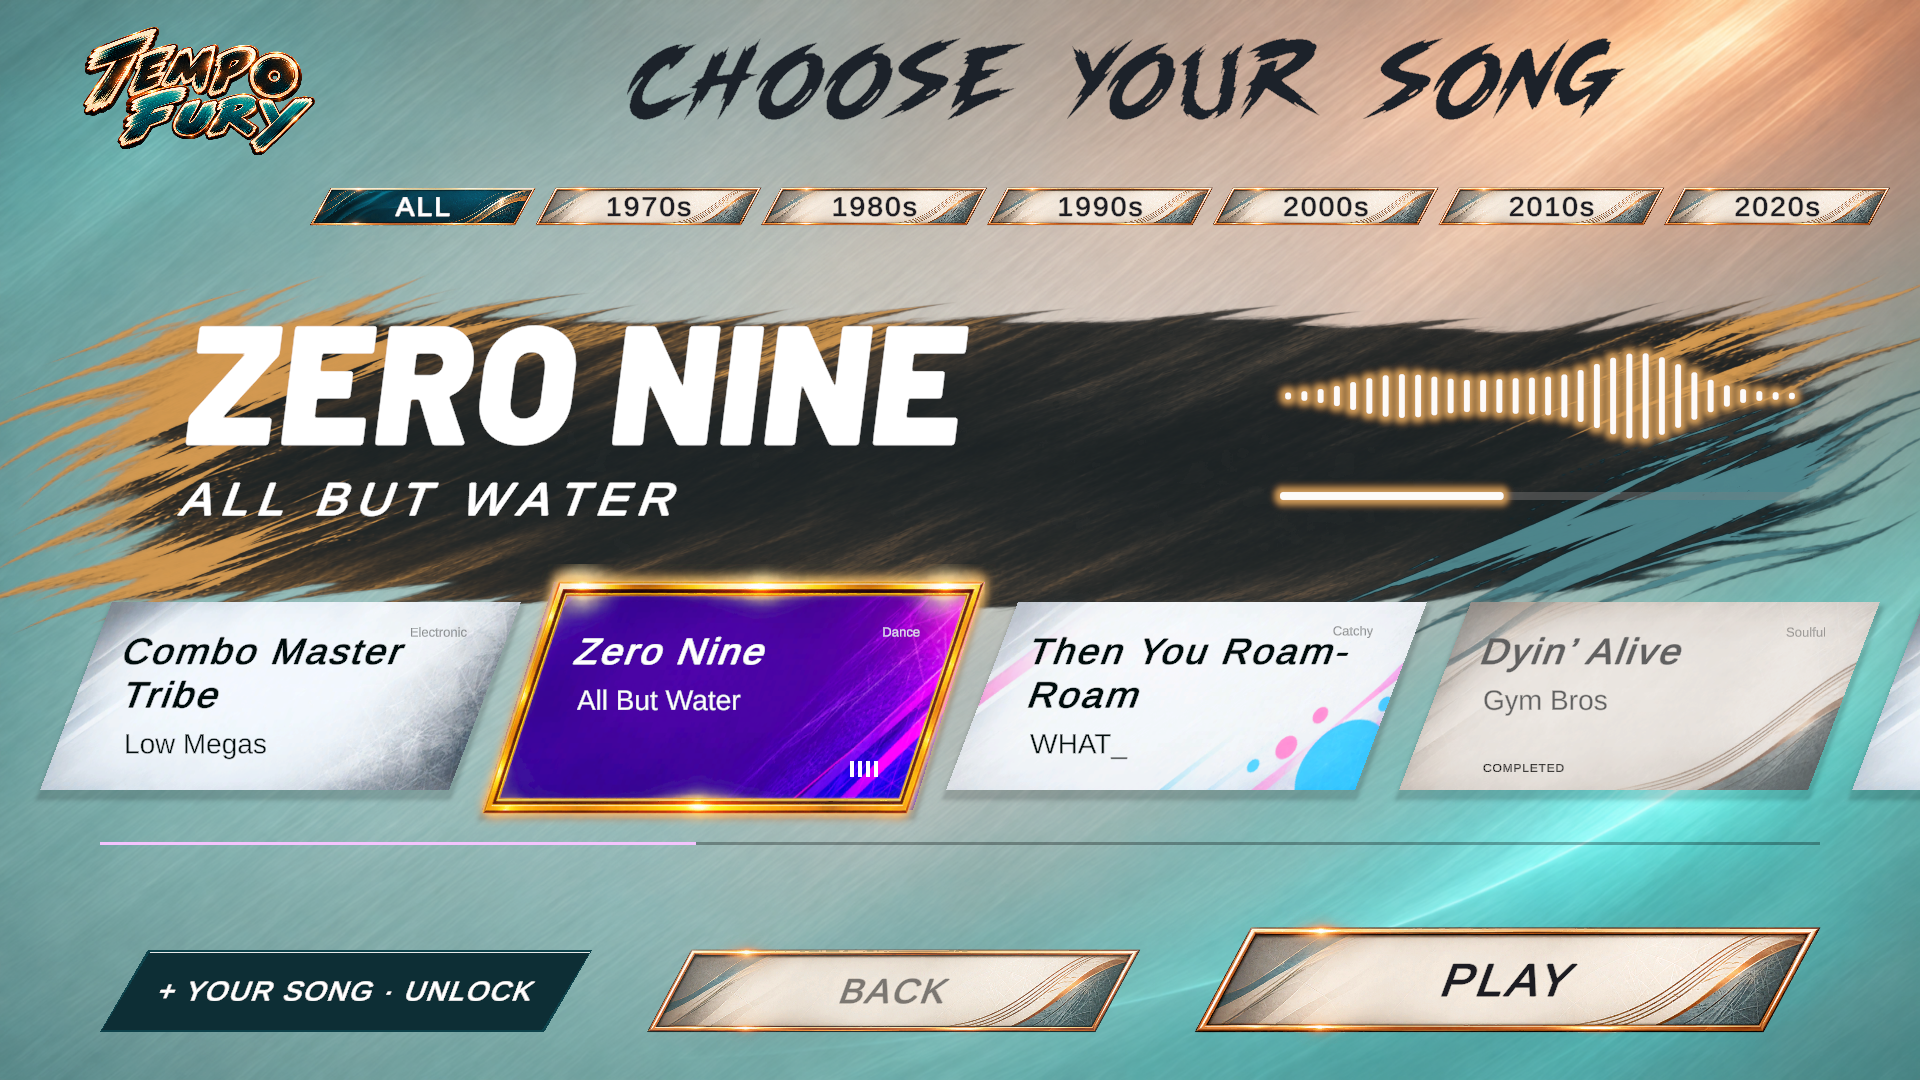 TEMPO
FURY
CHOOSE YOUR SONG
ALL
1970s
1980s
1990s
2000s
2010s
2020s
ZERO NINE
ALL BUT WATER
Combo Master
Tribe
Electronic
Low Megas
Zero Nine
Dance
All But Water
Then You Roam-
Roam
Catchy
WHAT_
Dyin’ Alive
Soulful
Gym Bros
COMPLETED
+ YOUR SONG · UNLOCK
BACK
PLAY